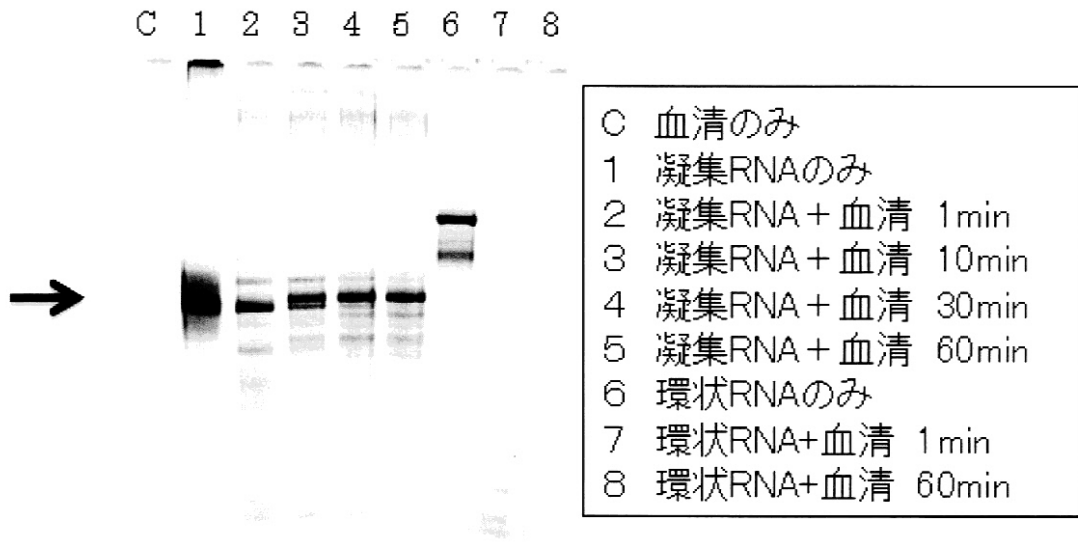 C 1 2 3 4 5 6 7 8
C 血清のみ
1 凝集RNAのみ
2 凝集RNA＋血清 1min
3 凝集RNA＋血清 10min
4 凝集RNA＋血清 30min
5 凝集RNA＋血清 60min
6 環状RNAのみ
7 環状RNA+血清 1min
8 環状RNA+血清 60min